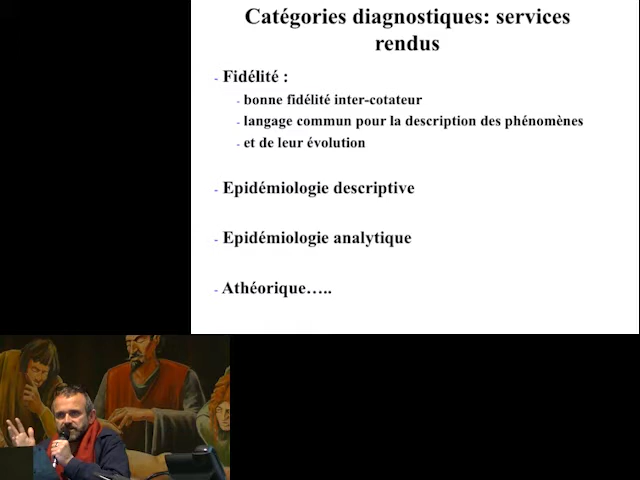 Catégories diagnostiques: services
rendus
- Fidélité :
- bonne fidélité inter-cotateur
- langage commun pour la description des phénomènes
- et de leur évolution
- Epidémiologie descriptive
- Epidémiologie analytique
- Athéorique…..